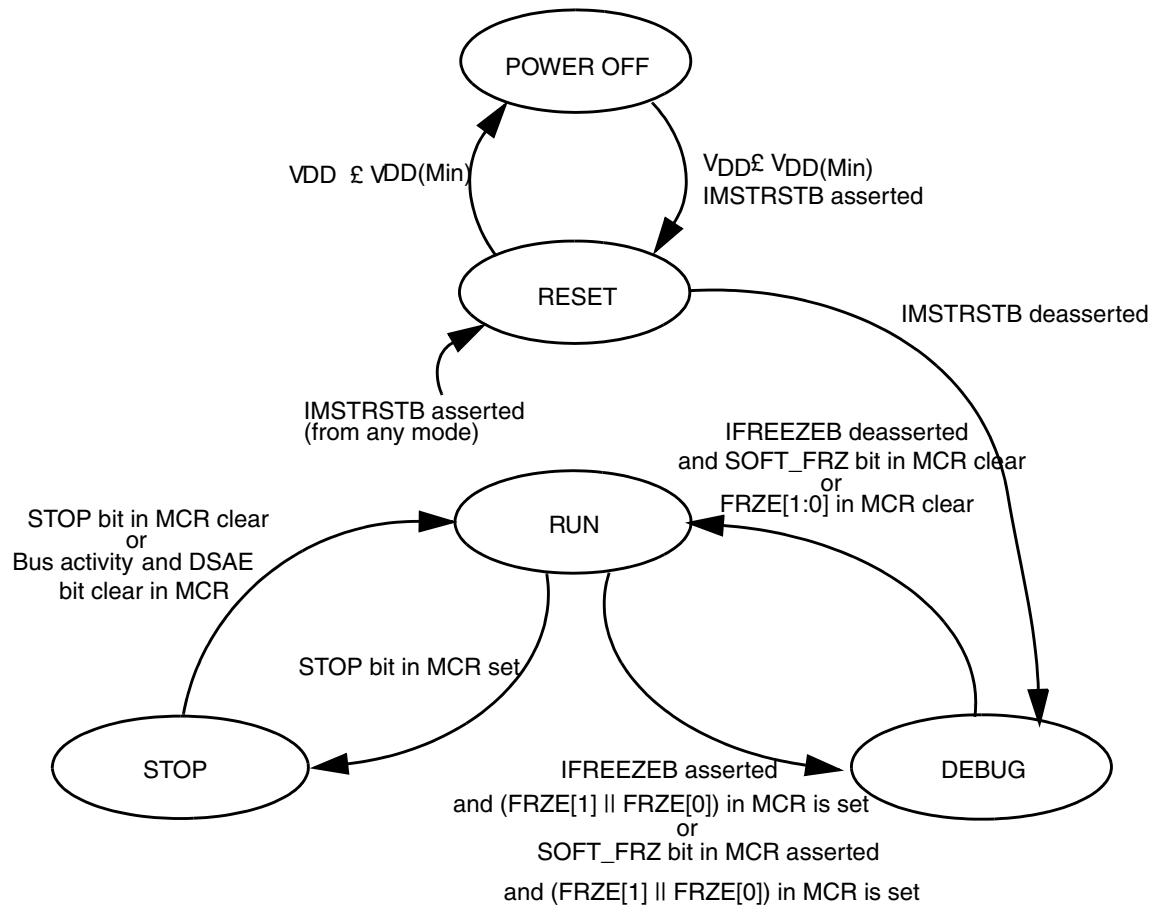 POWER OFF
VDD £ VDD(Min)
VDD£ VDD(Min)
IMSTRSTB asserted
RESET
IMSTRSTB deasserted
IMSTRSTB asserted
(from any mode)
IFREEZEB deasserted
and SOFT_FRZ bit in MCR clear
or
FRZE[1:0] in MCR clear
RUN
STOP bit in MCR clear
or
Bus activity and DSAE
bit clear in MCR
STOP bit in MCR set
STOP
DEBUG
IFREEZEB asserted
and (FRZE[1] || FRZE[0]) in MCR is set
or
SOFT_FRZ bit in MCR asserted
and (FRZE[1] || FRZE[0]) in MCR is set